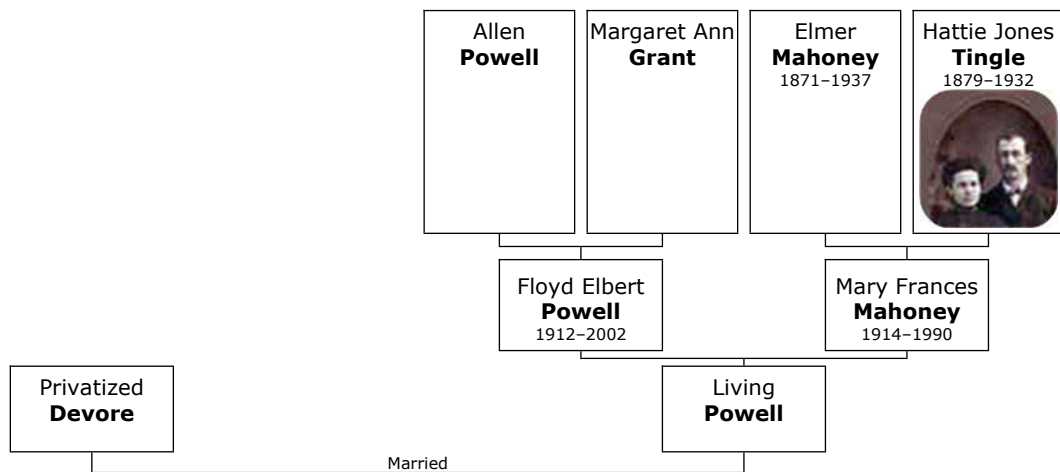 Allen
Powell
Margaret Ann
Grant
Elmer
Mahoney
1871–1937
Hattie Jones
Tingle
1879–1932
Floyd Elbert
Powell
1912–2002
Mary Frances
Mahoney
1914–1990
Privatized
Devore
Living
Powell
Married